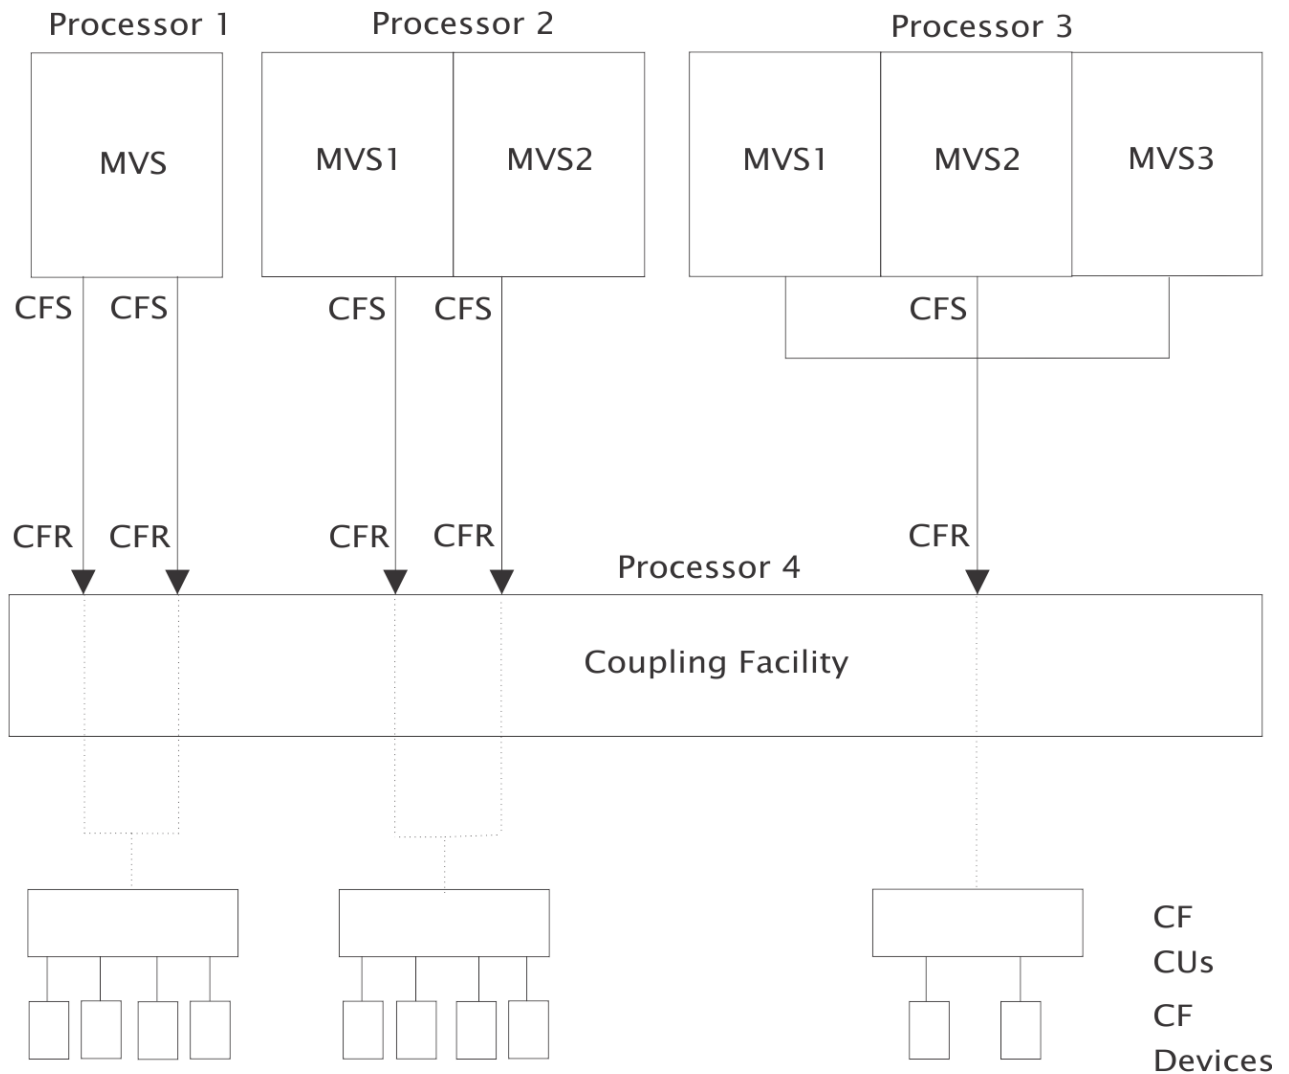 Processor 1
Processor 2
Processor 3
MVS
MVS1
MVS2
MVS1
MVS2
MVS3
CFS
CFS
CFS
CFS
CFS
CFR
CFR
CFR
CFR
CFR
Processor 4
Coupling Facility
CF
CUs
CF
Devices